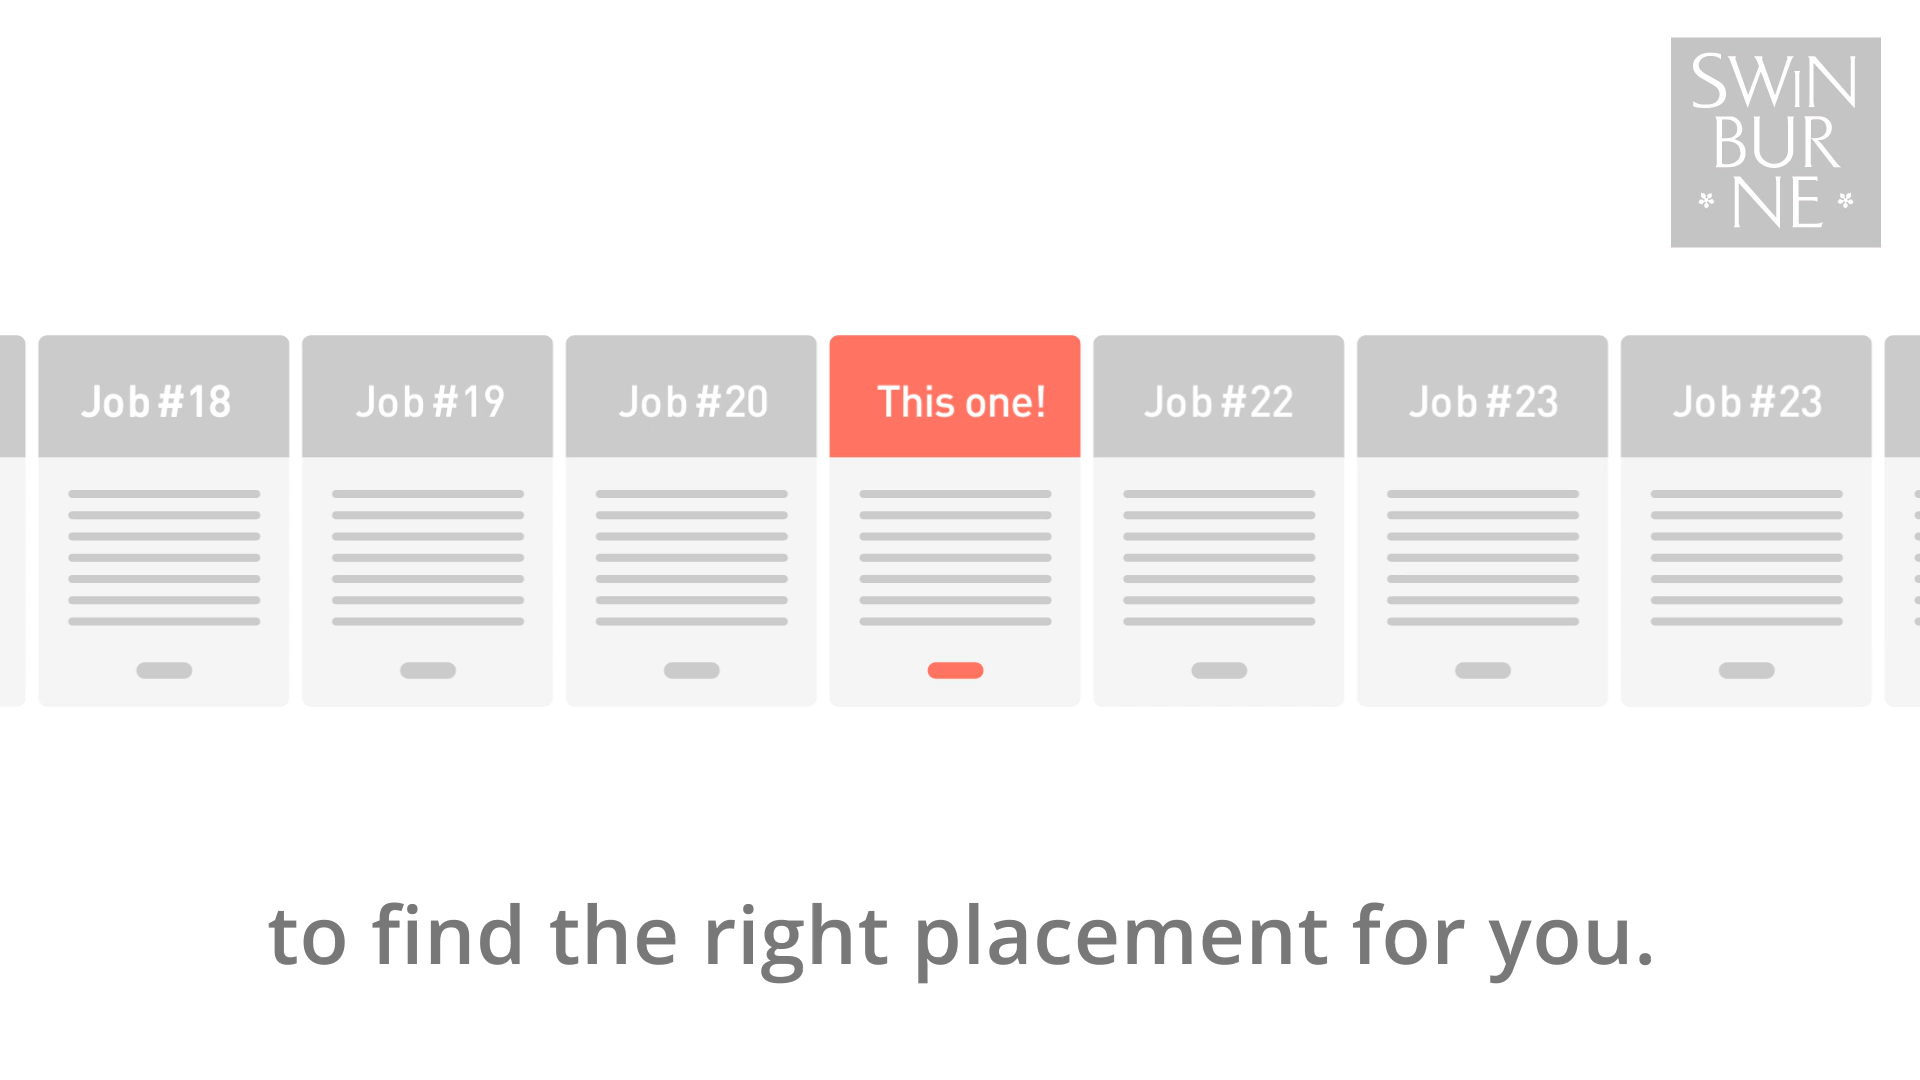 SWiN
BUR
* NE *
Job #18
Job #19
Job #20
This one!
Job #22
Job #23
Job #23
to find the right placement for you.